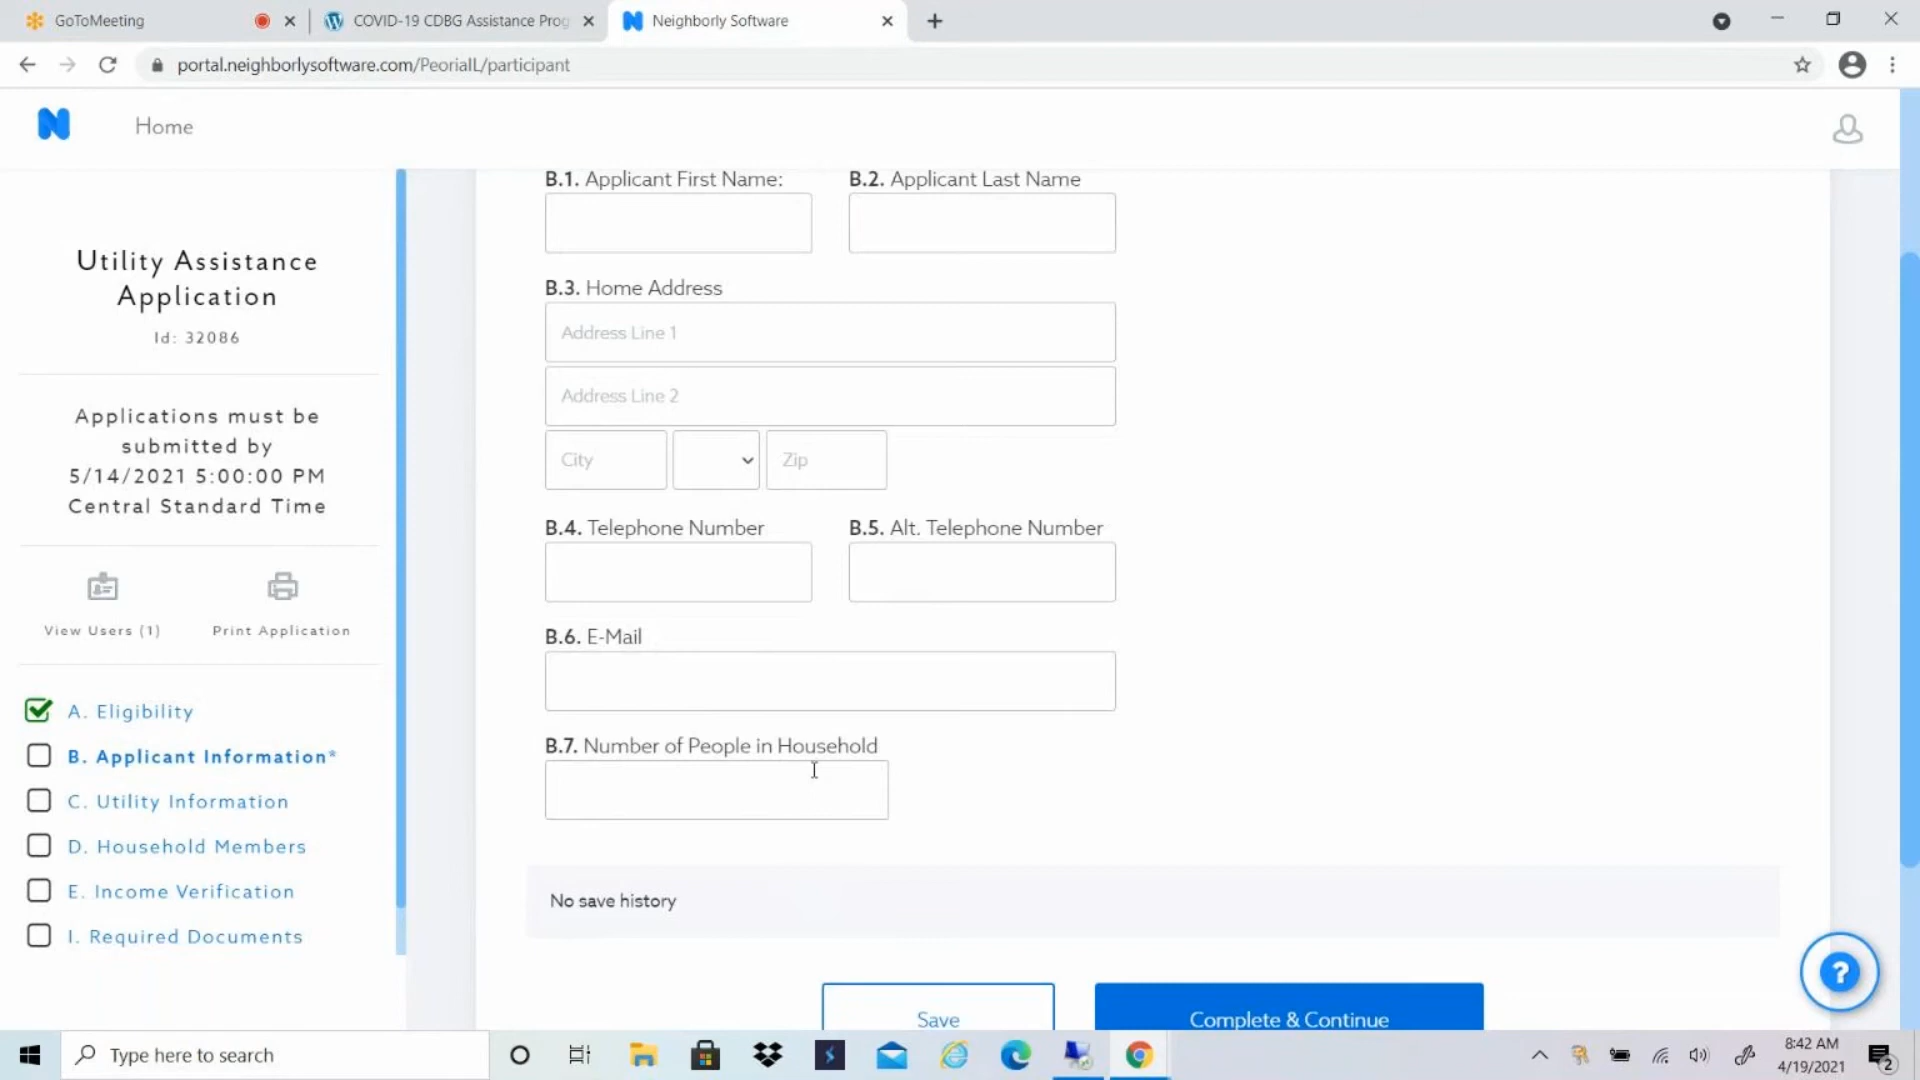 GoToMeeting
COVID-19 CDBG Assistance Prog
Neighborly Software
portal.neighborlysoftware.com/PeoriaIL/participant
Home
Utility Assistance
Application
Id: 32086
Applications must be
submitted by
5/14/2021 5:00:00 PM
Central Standard Time
View Users (1)
Print Application
A. Eligibility
B. Applicant Information*
C. Utility Information
D. Household Members
E. Income Verification
I. Required Documents
B.1. Applicant First Name:
B.2. Applicant Last Name
B.3. Home Address
Address Line 1
Address Line 2
City
Zip
B.4. Telephone Number
B.5. Alt. Telephone Number
B.6. E-Mail
B.7. Number of People in Household
No save history
Save
Complete & Continue
?
Type here to search
8:42 AM
4/19/2021
2